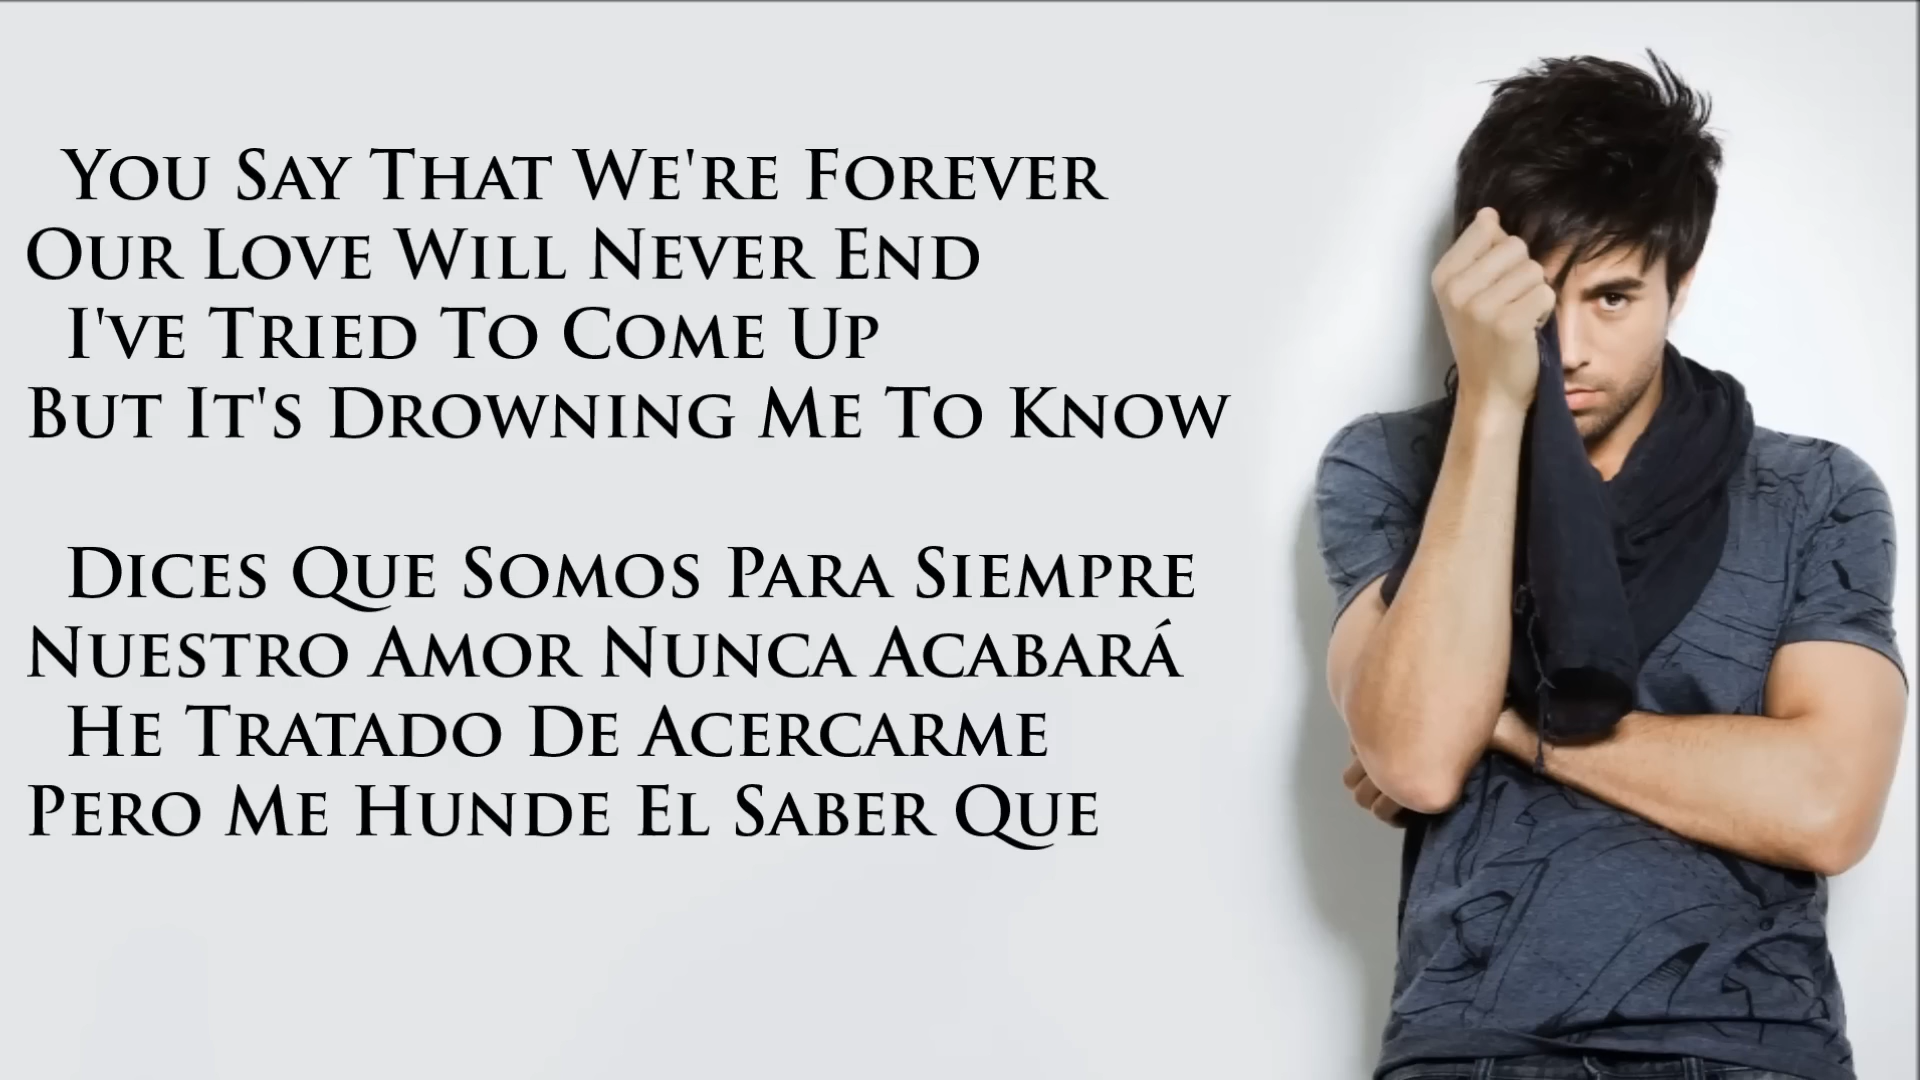 You Say That We're Forever
Our Love Will Never End
I've Tried To Come Up
But It's Drowning Me To Know
Dices Que Somos Para Siempre
Nuestro Amor Nunca Acabará
He Tratado De Acercarme
Pero Me Hunde El Saber Que